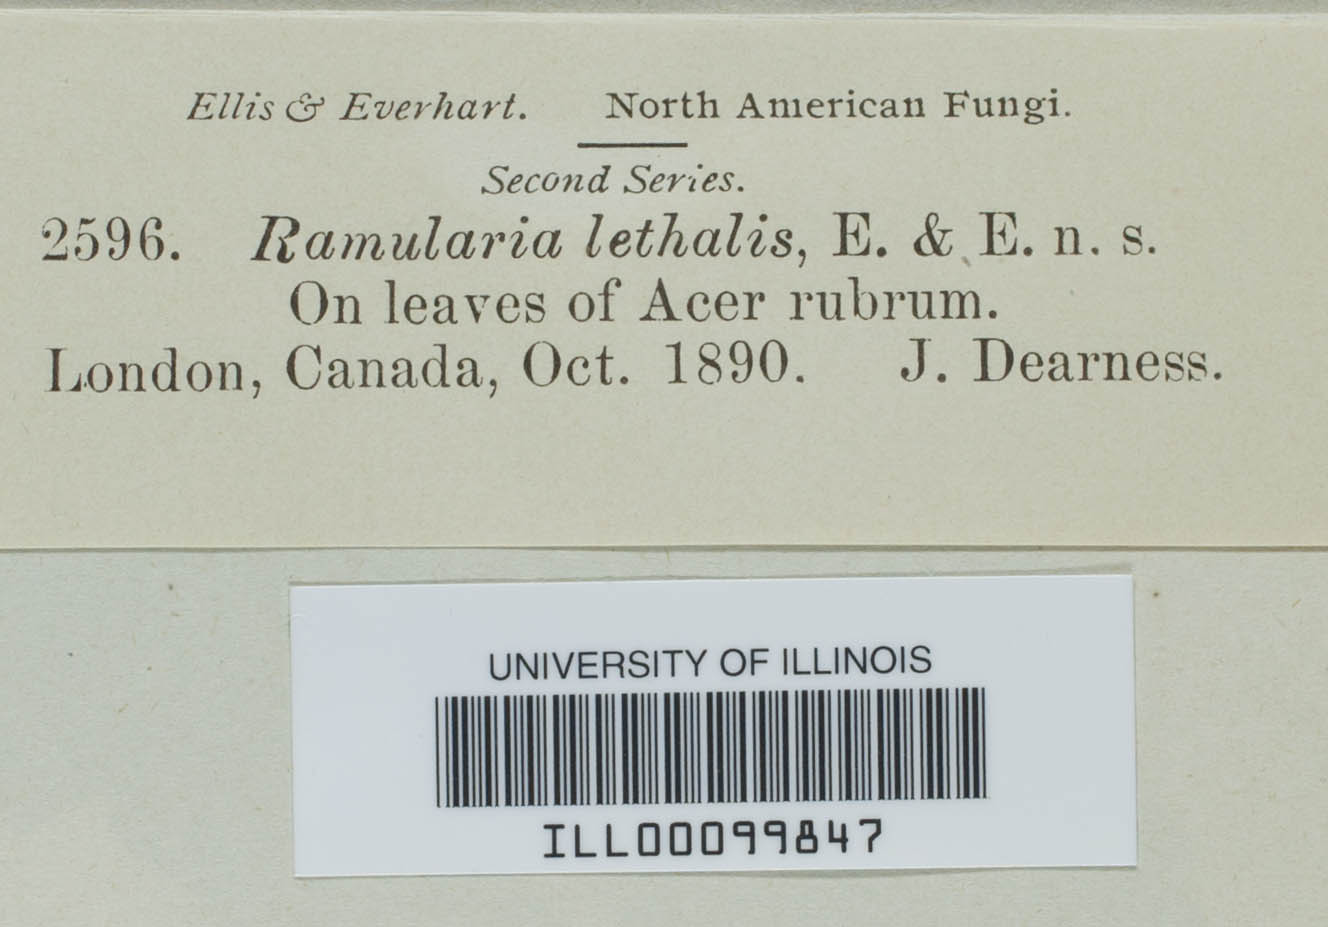 Ellis & Everhart. North American Fungi.
Second Series.
2596. Ramularia lethalis, E. & E. n. s.
On leaves of Acer rubrum.
London, Canada, Oct. 1890. J. Dearness.
UNIVERSITY OF ILLINOIS
ILL00099847